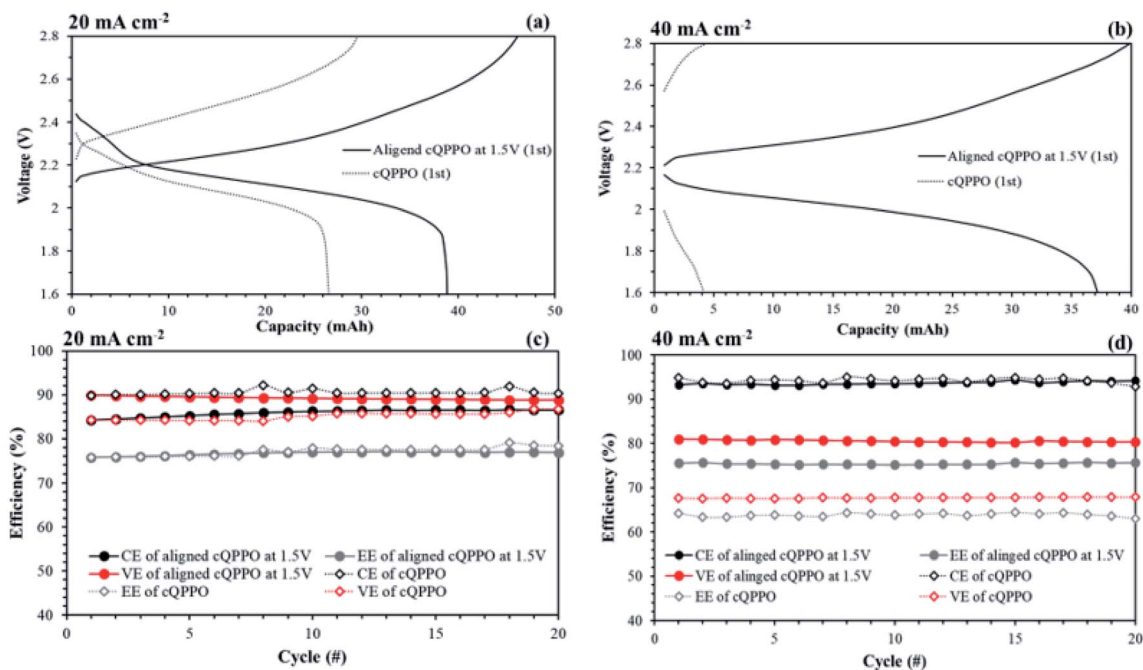 20 mA cm-2
(a)
2.8
2.6
2.4
2.2
2
1.8
1.6
Voltage (V)
Aligend cQPPO at 1.5V (1st)
cQPPO (1st)
0 10 20 30 40 50
Capacity (mAh)
40 mA cm-2
(b)
2.8
2.6
2.4
2.2
2
1.8
1.6
Voltage (V)
Aligned cQPPO at 1.5V (1st)
cQPPO (1st)
0 5 10 15 20 25 30 35 40
Capacity (mAh)
20 mA cm-2
(c)
100
90
80
70
60
50
40
Efficiency (%)
CE of aligned cQPPO at 1.5V
EE of aligned cQPPO at 1.5V
VE of aligned cQPPO at 1.5V
CE of cQPPO
EE of cQPPO
VE of cQPPO
0 5 10 15 20
Cycle (#)
40 mA cm-2
(d)
100
90
80
70
60
50
40
Efficiency (%)
CE of alinged cQPPO at 1.5V
EE of alinged cQPPO at 1.5V
VE of alinged cQPPO at 1.5V
CE of cQPPO
EE of cQPPO
VE of cQPPO
0 5 10 15 20
Cycle (#)